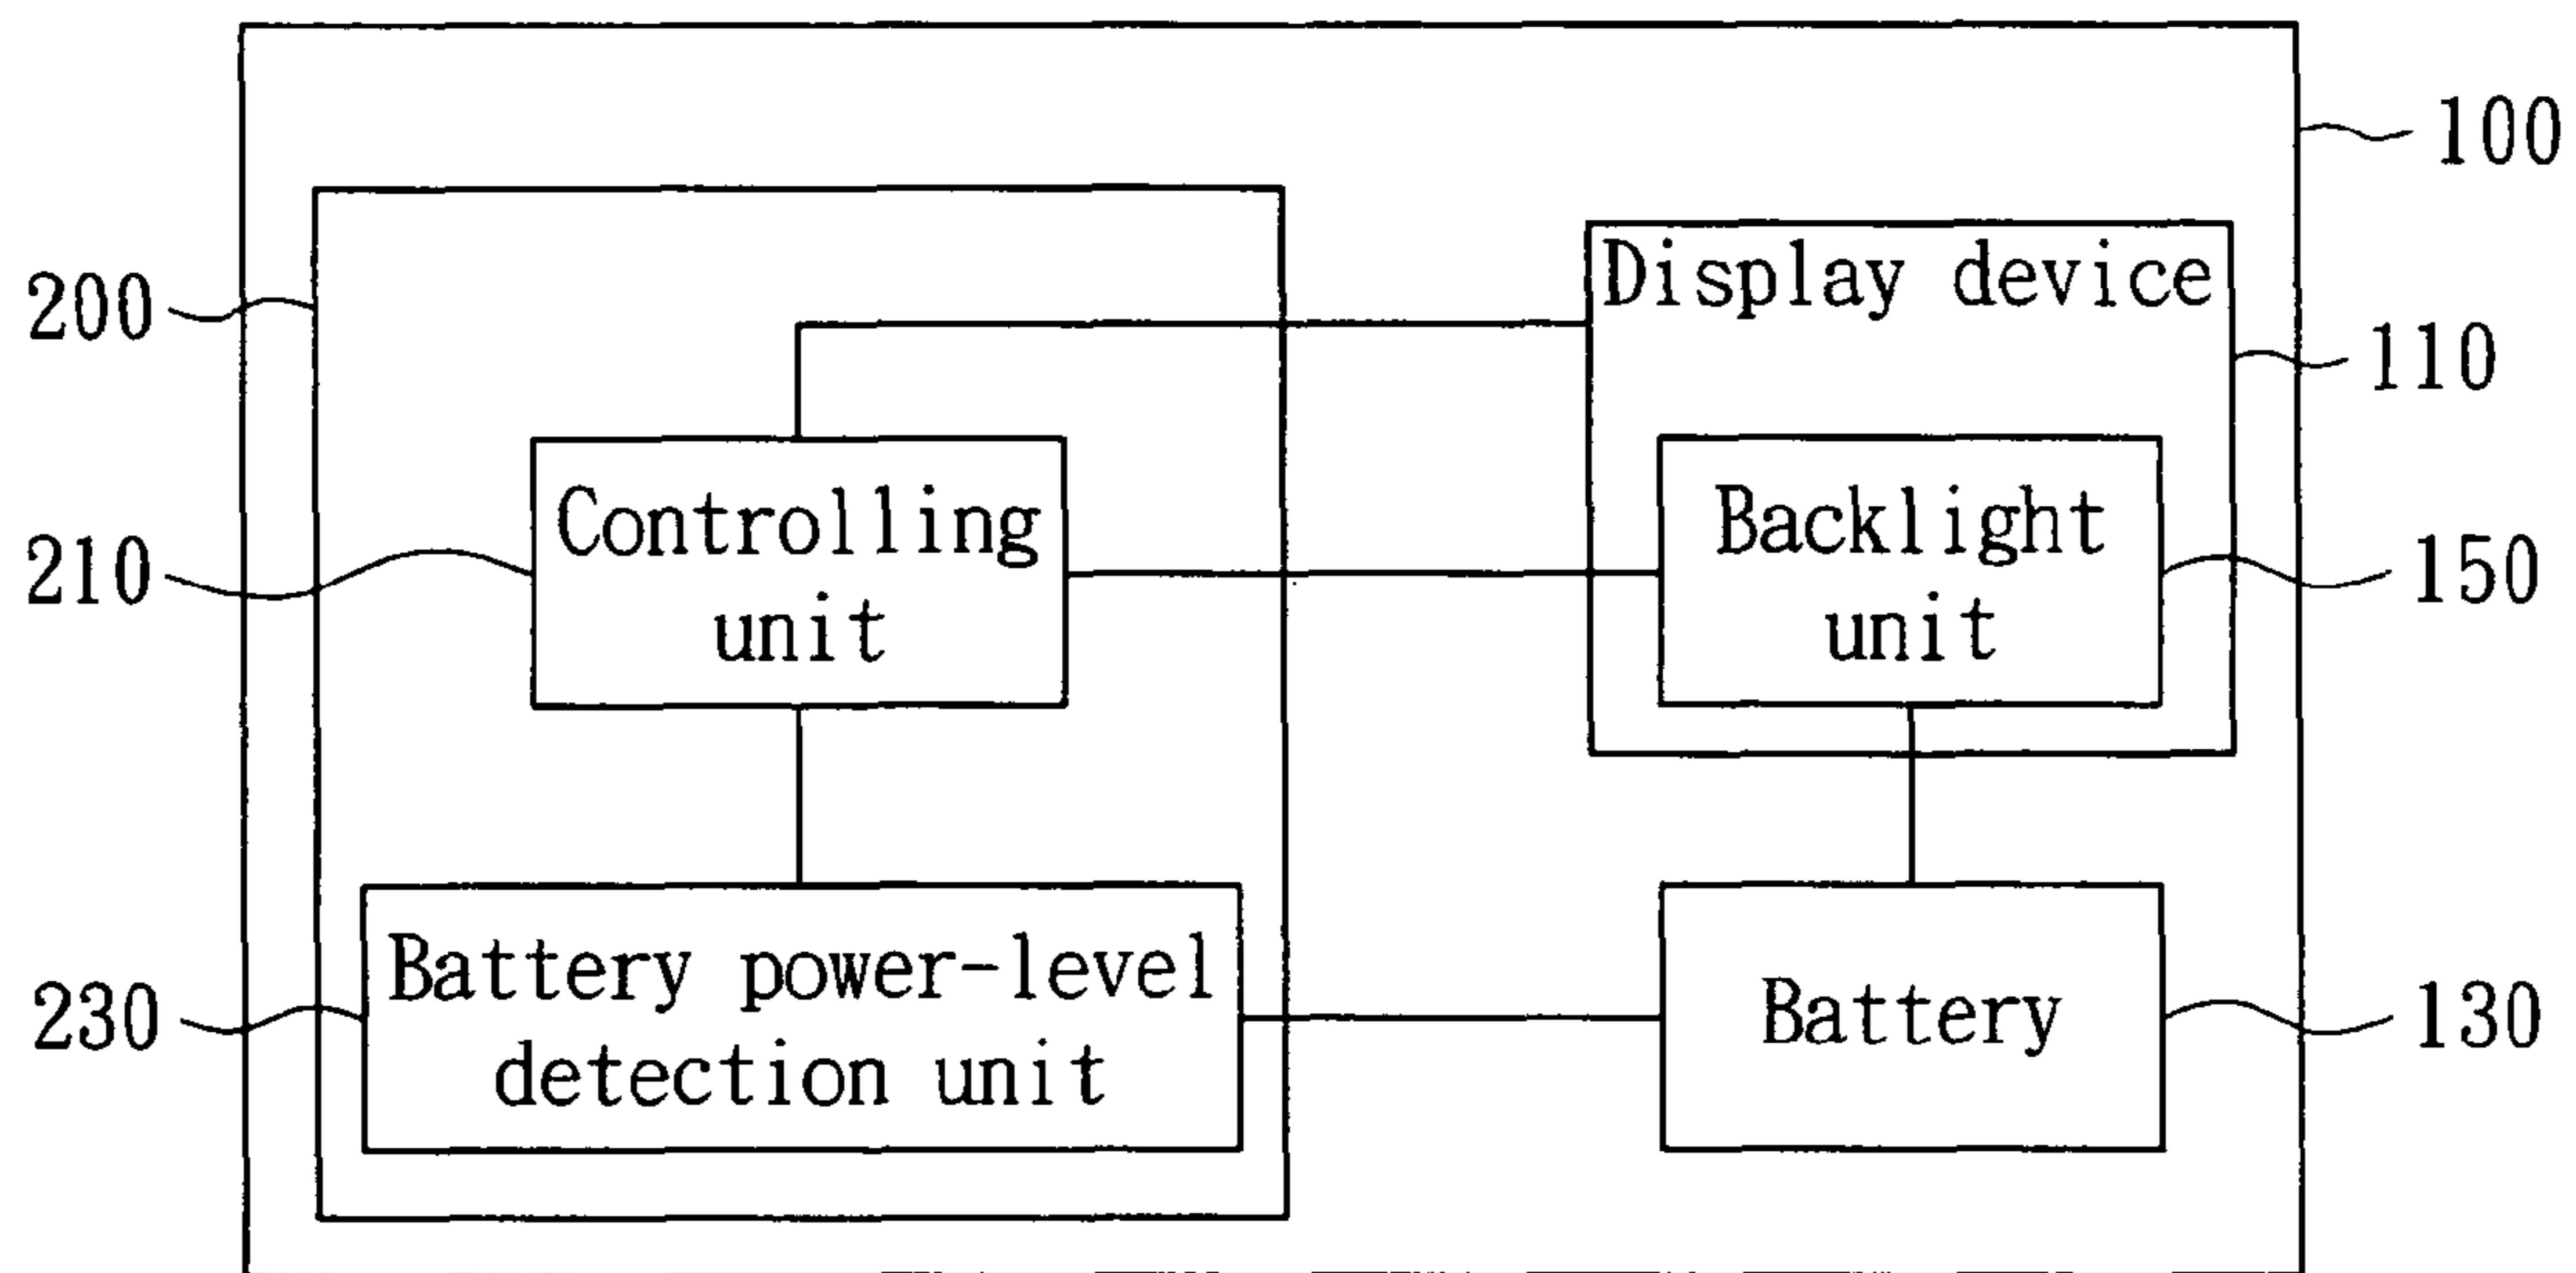 100
Display device
200
110
Controlling
unit
Backlight
unit
210
150
Battery power-level
detection unit
Battery
230
130